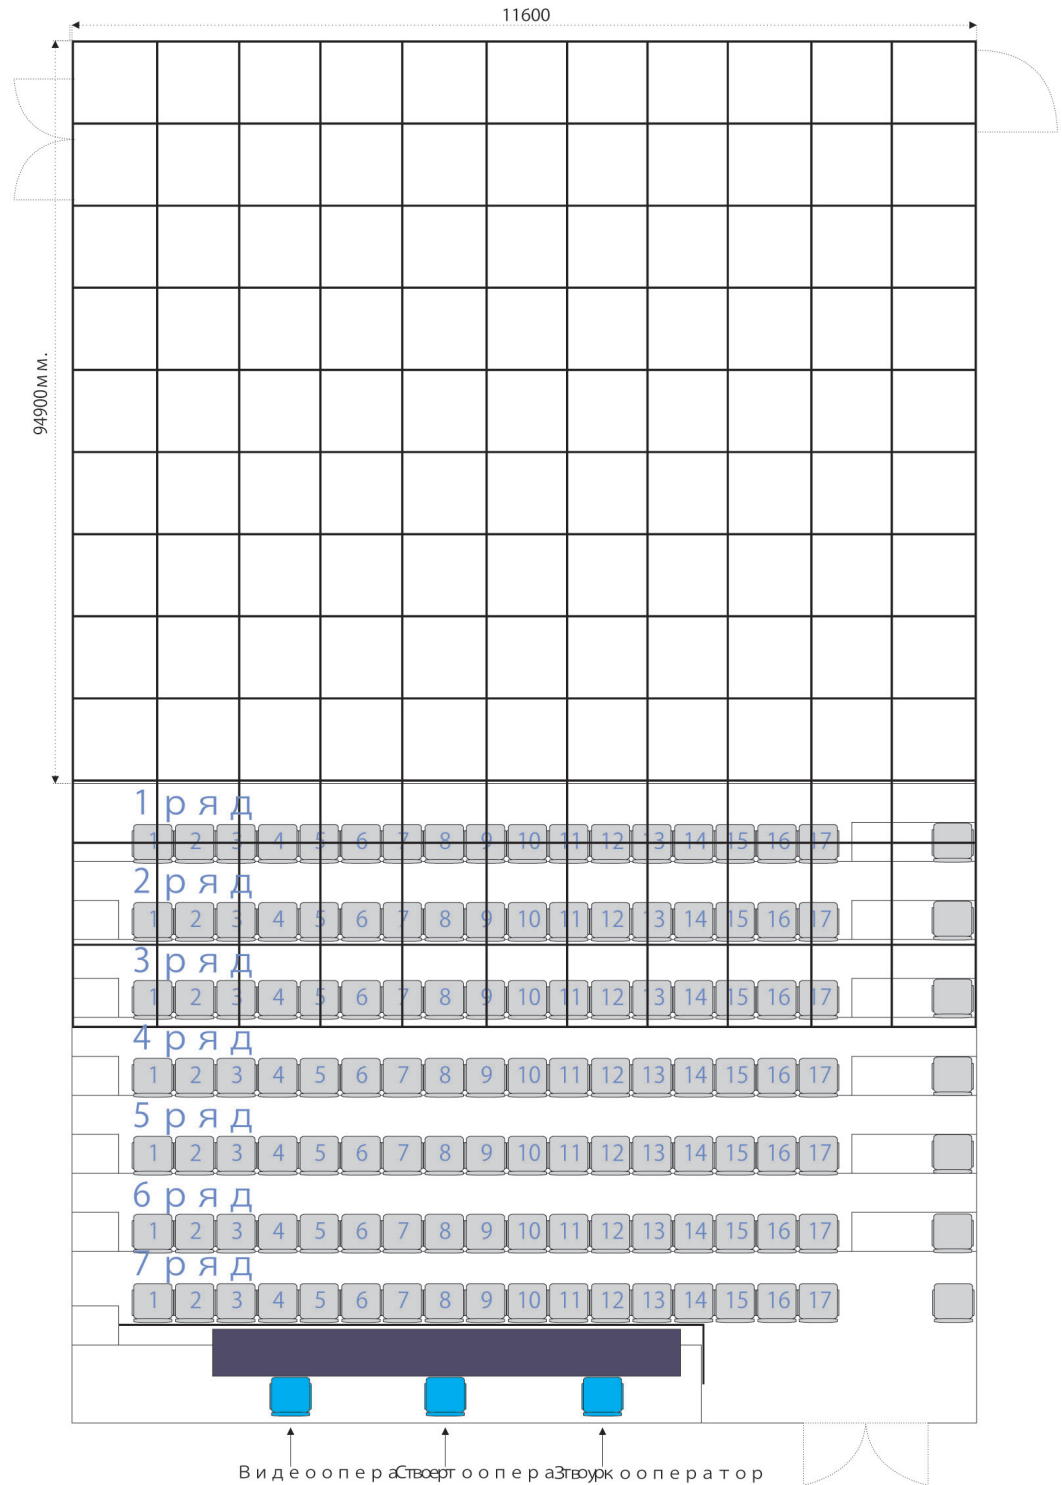 11600
94900мм.
1 ряд
1 2 3 4 5 6 7 8 9 10 11 12 13 14 15 16 17
2 ряд
1 2 3 4 5 6 7 8 9 10 11 12 13 14 15 16 17
3 ряд
1 2 3 4 5 6 7 8 9 10 11 12 13 14 15 16 17
4 ряд
1 2 3 4 5 6 7 8 9 10 11 12 13 14 15 16 17
5 ряд
1 2 3 4 5 6 7 8 9 10 11 12 13 14 15 16 17
6 ряд
1 2 3 4 5 6 7 8 9 10 11 12 13 14 15 16 17
7 ряд
1 2 3 4 5 6 7 8 9 10 11 12 13 14 15 16 17
Видеооператор Светооператор Звукооператор